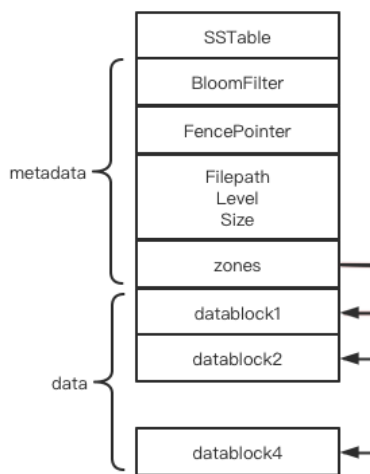 SSTable
BloomFilter
FencePointer
metadata
Filepath
Level
Size
zones
datablock1
datablock2
data
datablock4